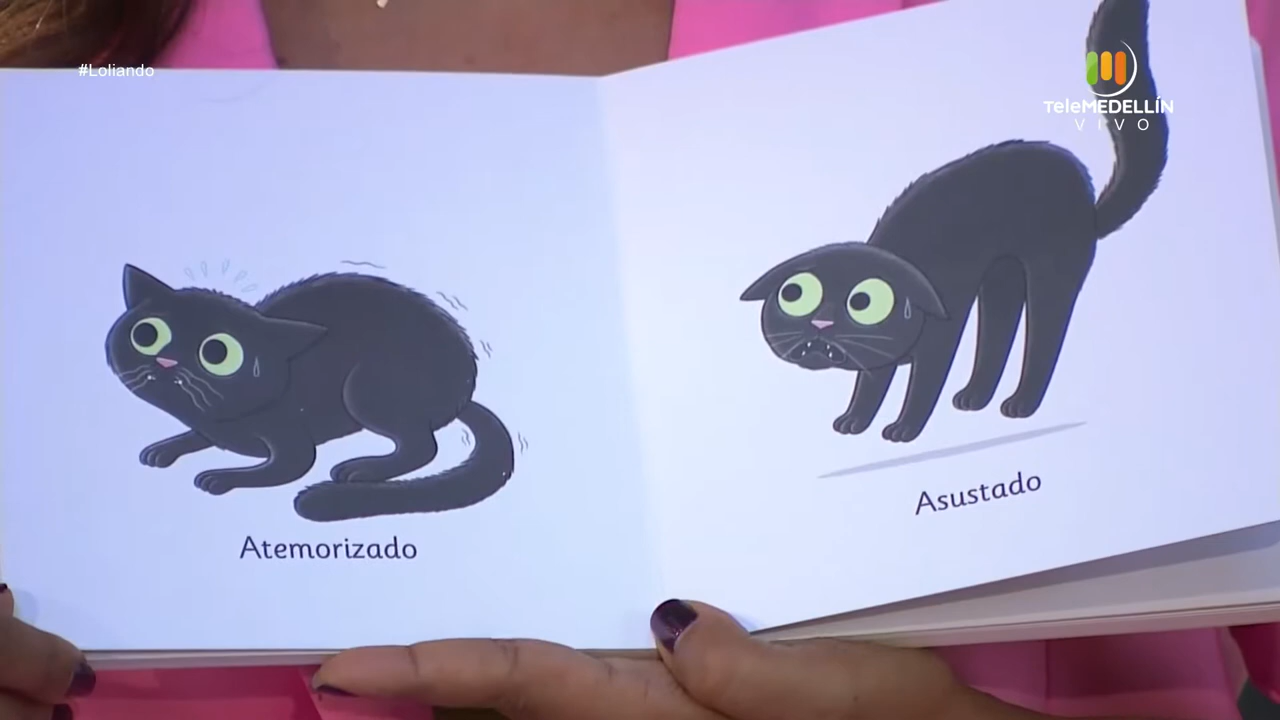 #Loliando
TeleMEDELLÍN
VIVO
Atemorizado
Asustado